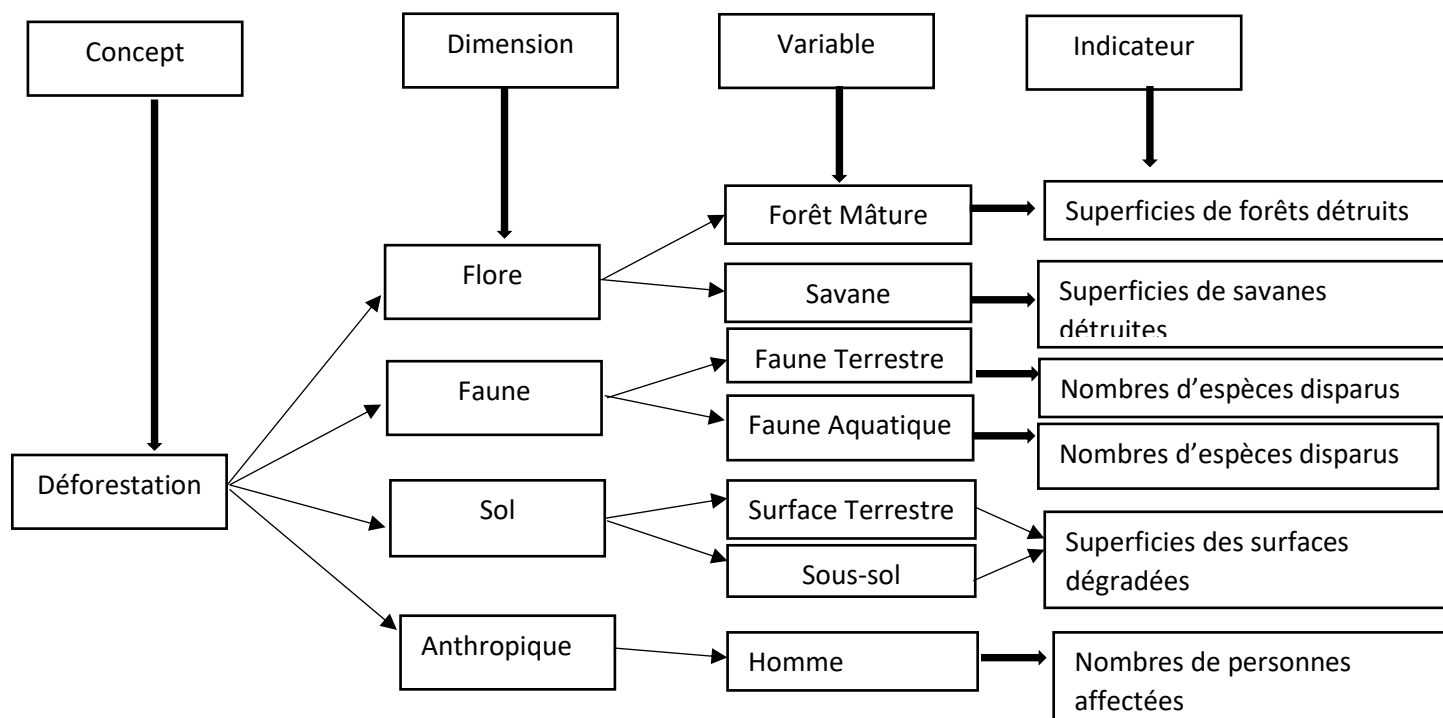 Concept
Dimension
Variable
Indicateur
Forêt Mâture
Superficies de forêts détruits
Flore
Savane
Superficies de savanes
détruites
Faune Terrestre
Faune
Nombres d’espèces disparus
Faune Aquatique
Nombres d’espèces disparus
Déforestation
Sol
Surface Terrestre
Superficies des surfaces
dégradées
Sous-sol
Anthropique
Homme
Nombres de personnes
affectées